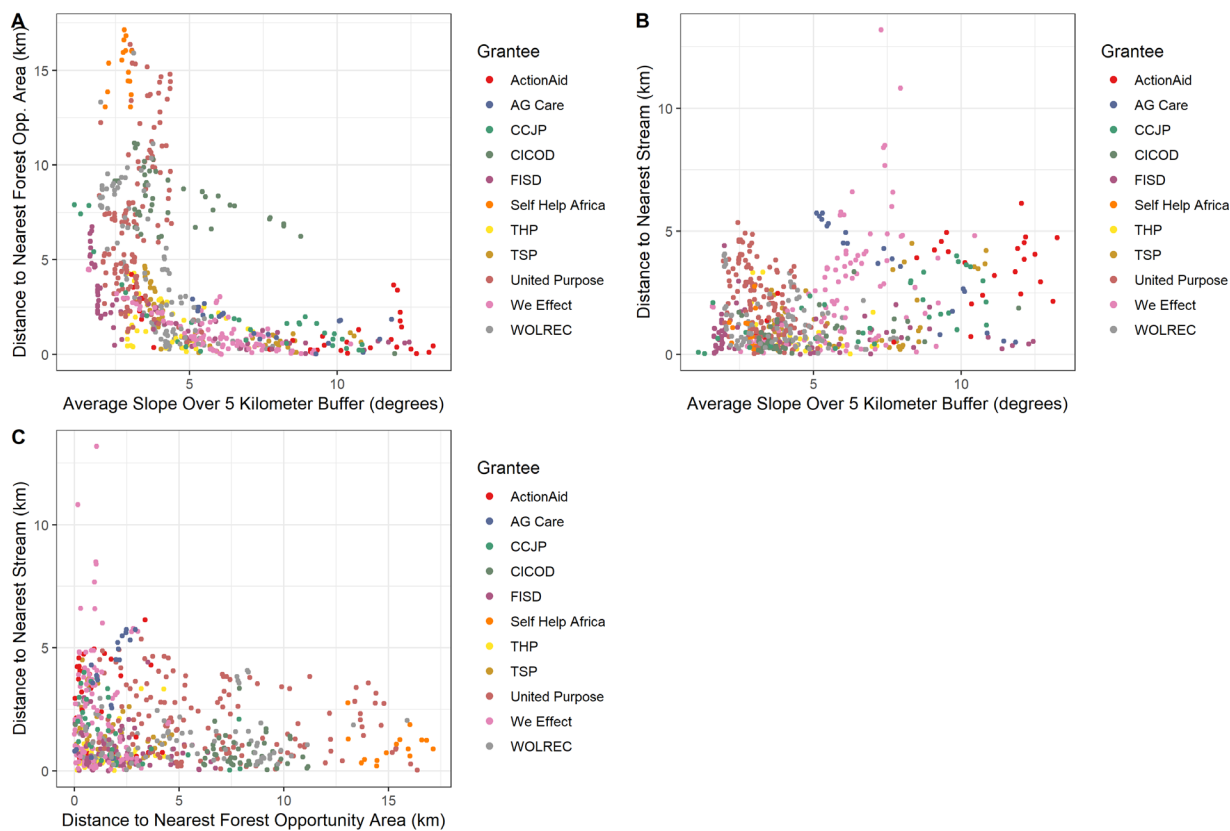 A
Distance to Nearest Forest Opp. Area (km)
15
10
5
0
5
10
Average Slope Over 5 Kilometer Buffer (degrees)
Grantee
ActionAid
AG Care
CCJP
CICOD
FISD
Self Help Africa
THP
TSP
United Purpose
We Effect
WOLREC
B
Distance to Nearest Stream (km)
10
5
0
5
10
Average Slope Over 5 Kilometer Buffer (degrees)
Grantee
ActionAid
AG Care
CCJP
CICOD
FISD
Self Help Africa
THP
TSP
United Purpose
We Effect
WOLREC
C
Distance to Nearest Stream (km)
10
5
0
0
5
10
15
Distance to Nearest Forest Opportunity Area (km)
Grantee
ActionAid
AG Care
CCJP
CICOD
FISD
Self Help Africa
THP
TSP
United Purpose
We Effect
WOLREC